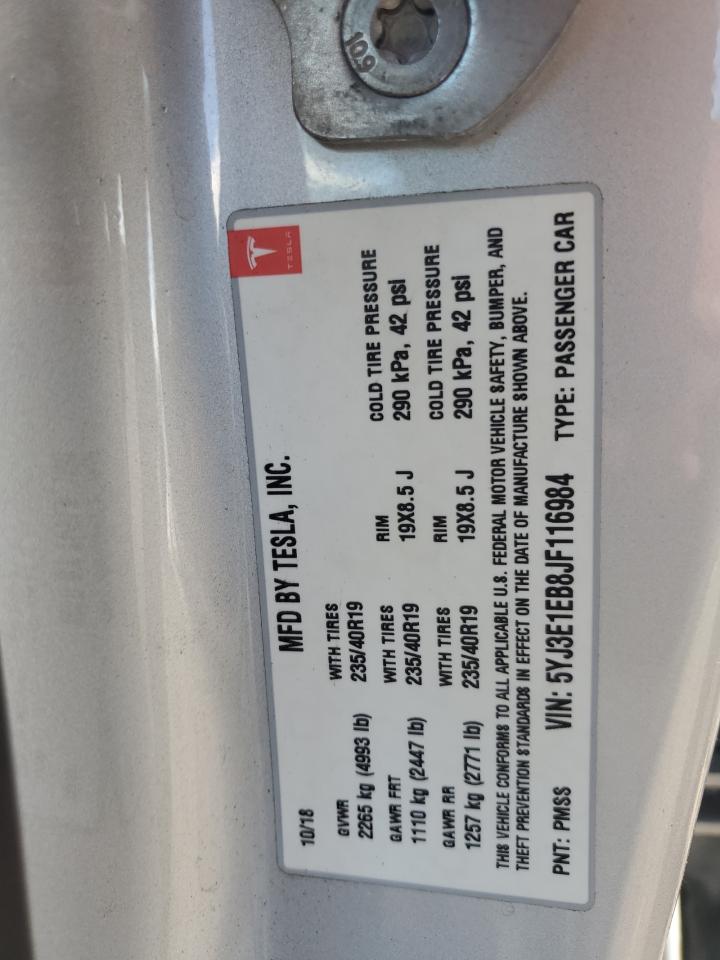 10.9
TESLA
MFD BY TESLA, INC.
10/18
GVWR WITH TIRES
2265 kg (4993 lb) 235/40R19
GAWR FRT WITH TIRES RIM COLD TIRE PRESSURE
1110 kg (2447 lb) 235/40R19 19X8.5 J 290 kPa, 42 psi
GAWR RR WITH TIRES RIM COLD TIRE PRESSURE
1257 kg (2771 lb) 235/40R19 19X8.5 J 290 kPa, 42 psi
THIS VEHICLE CONFORMS TO ALL APPLICABLE U.S. FEDERAL MOTOR VEHICLE SAFETY, BUMPER, AND
THEFT PREVENTION STANDARDS IN EFFECT ON THE DATE OF MANUFACTURE SHOWN ABOVE.
PNT: PMSS VIN: 5YJ3E1EB8JF116984 TYPE: PASSENGER CAR